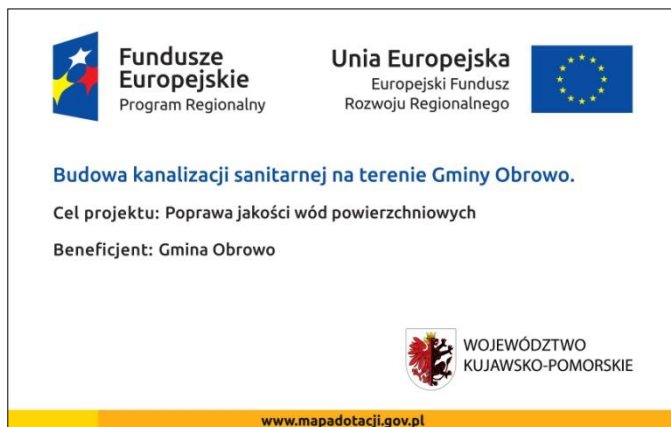 Fundusze
Europejskie
Program Regionalny
Unia Europejska
Europejski Fundusz
Rozwoju Regionalnego
Budowa kanalizacji sanitarnej na terenie Gminy Obrowo.
Cel projektu: Poprawa jakości wód powierzchniowych
Beneficjent: Gmina Obrowo
WOJEWÓDZTWO
KUJAWSKO-POMORSKIE
www.mapadotacji.gov.pl